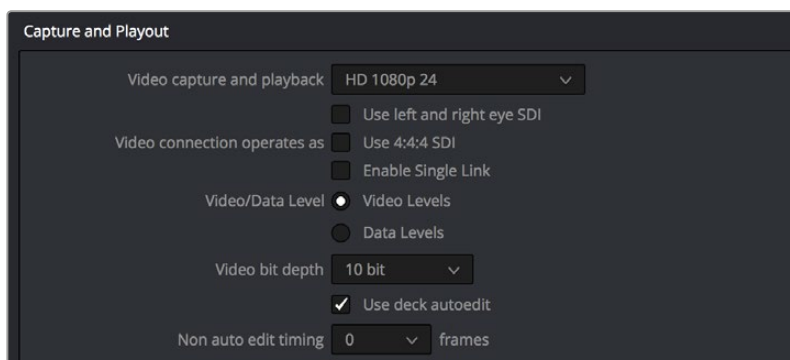 Capture and Playout
Video capture and playback HD 1080p 24
Use left and right eye SDI
Video connection operates as Use 4:4:4 SDI
Enable Single Link
Video/Data Level Video Levels
Data Levels
Video bit depth 10 bit
Use deck autoedit
Non auto edit timing 0 frames